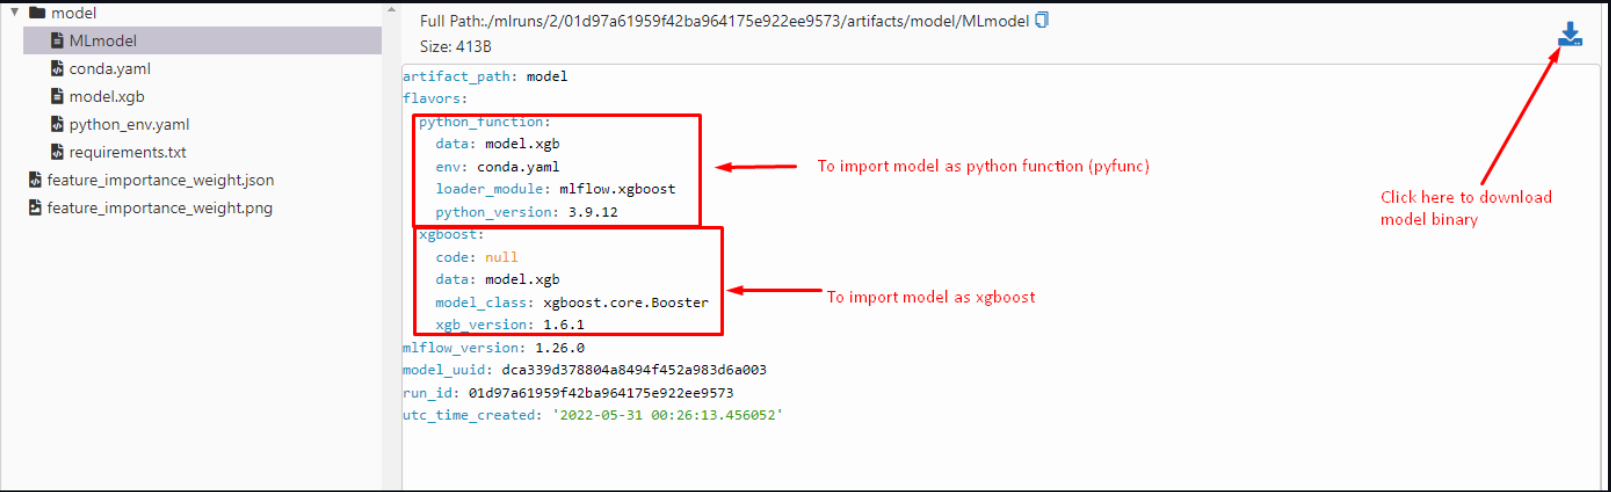 model
MLmodel
conda.yaml
model.xgb
python_env.yaml
requirements.txt
feature_importance_weight.json
feature_importance_weight.png
Full Path:./mlruns/2/01d97a61959f42ba964175e922ee9573/artifacts/model/MLmodel
Size: 413B
artifact_path: model
flavors:
python_function:
data: model.xgb
env: conda.yaml
loader_module: mlflow.xgboost
python_version: 3.9.12
xgboost:
code: null
data: model.xgb
model_class: xgboost.core.Booster
xgb_version: 1.6.1
mlflow_version: 1.26.0
model_uuid: dca339d378804a8494f452a983d6a003
run_id: 01d97a61959f42ba964175e922ee9573
utc_time_created: '2022-05-31 00:26:13.456052'
To import model as python function (pyfunc)
To import model as xgboost
Click here to download
model binary